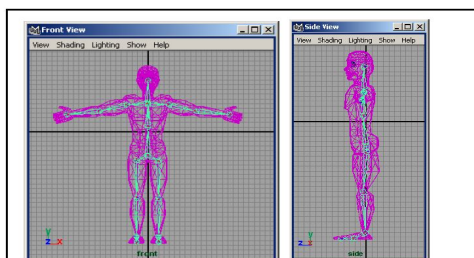 Front View
View Shading Lighting Show Help
y
z x
front
Side View
View Shading Lighting Show Help
y
z x
side